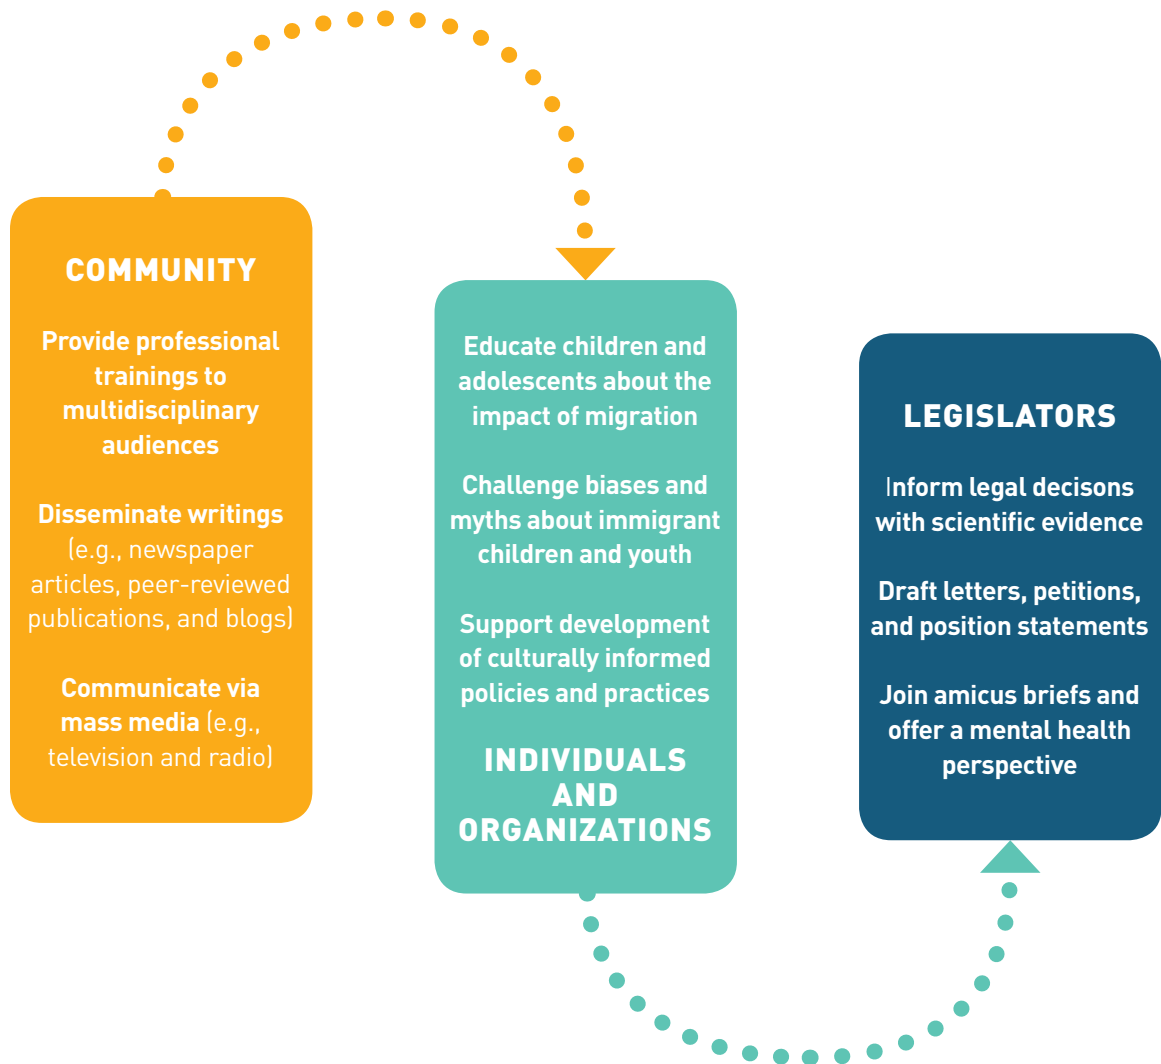 COMMUNITY
Provide professional
trainings to
multidisciplinary
audiences
Disseminate writings
(e.g., newspaper
articles, peer-reviewed
publications, and blogs)
Communicate via
mass media (e.g.,
television and radio)
Educate children and
adolescents about the
impact of migration
Challenge biases and
myths about immigrant
children and youth
Support development
of culturally informed
policies and practices
INDIVIDUALS
AND
ORGANIZATIONS
LEGISLATORS
Inform legal decisons
with scientific evidence
Draft letters, petitions,
and position statements
Join amicus briefs and
offer a mental health
perspective